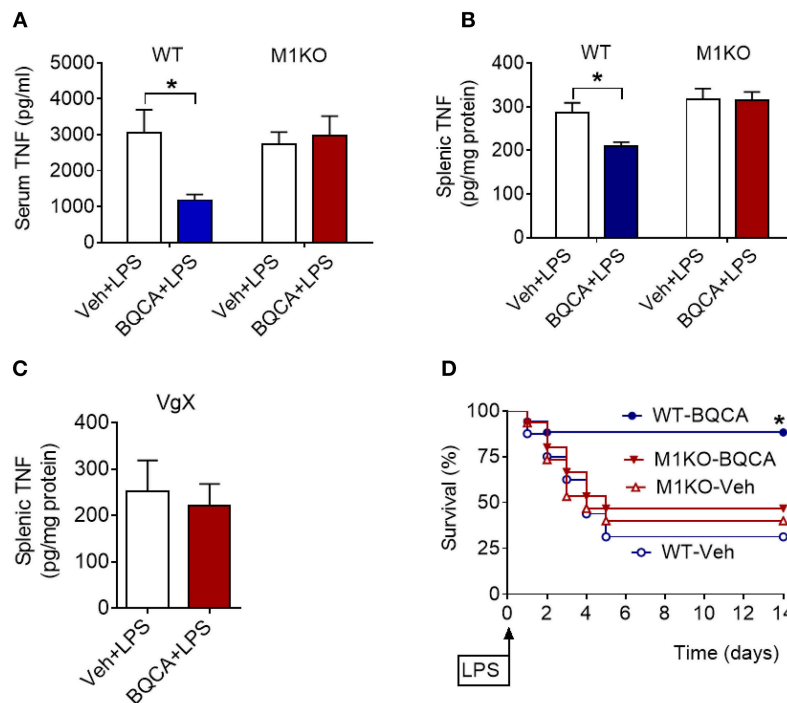 A
WT
M1KO
*
Serum TNF (pg/ml)
5000
4000
3000
2000
1000
0
Veh+LPS
BQCA+LPS
Veh+LPS
BQCA+LPS
B
WT
M1KO
*
Splenic TNF
(pg/mg protein)
400
300
200
100
0
Veh+LPS
BQCA+LPS
Veh+LPS
BQCA+LPS
C
VgX
Splenic TNF
(pg/mg protein)
400
300
200
100
0
Veh+LPS
BQCA+LPS
D
Survival (%)
100
75
50
25
0
WT-BQCA
*
M1KO-BQCA
M1KO-Veh
WT-Veh
0 2 4 6 8 10 12 14
Time (days)
LPS